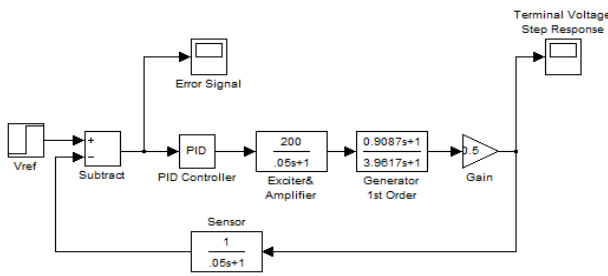 Terminal Voltage
Step Response
Error Signal
Vref
+
−
Subtract
PID
PID Controller
200
.05s+1
Exciter&
Amplifier
0.9087s+1
3.9617s+1
Generator
1st Order
0.5
Gain
Sensor
1
.05s+1